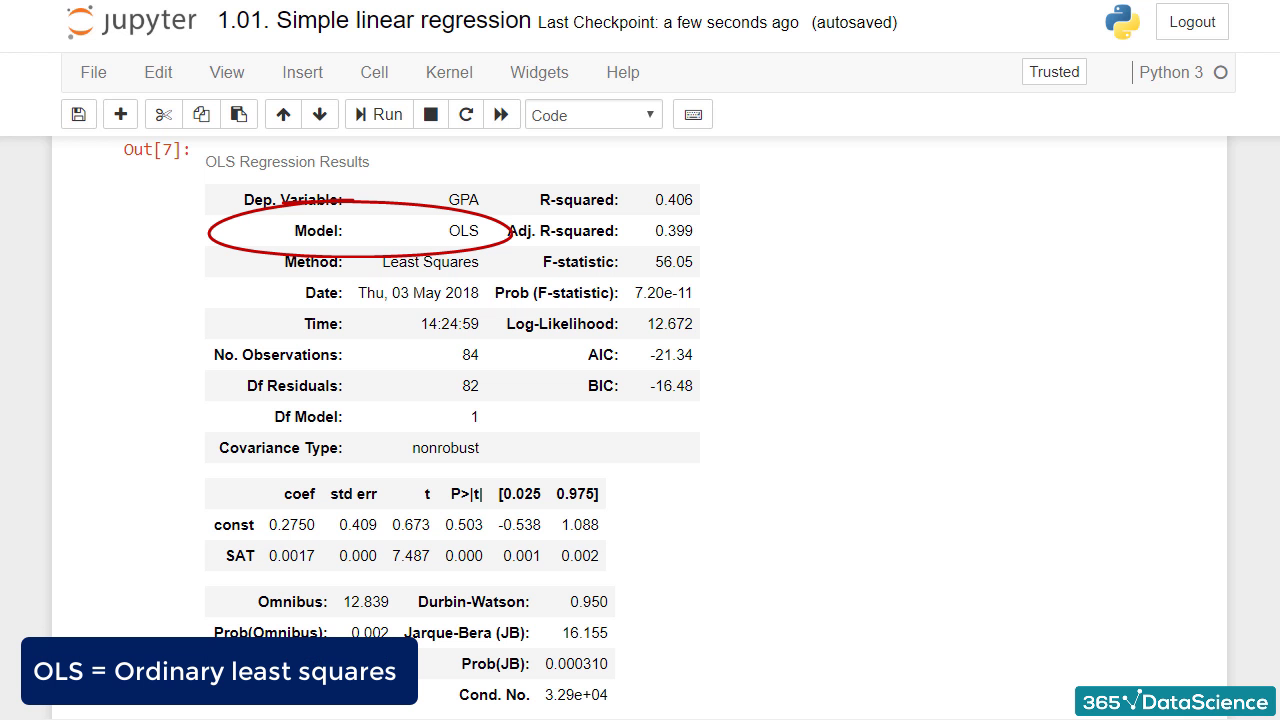 jupyter 1.01. Simple linear regression Last Checkpoint: a few seconds ago (autosaved) Logout
File Edit View Insert Cell Kernel Widgets Help Trusted Python 3
Run Code
Out[7]:
OLS Regression Results
Dep. Variable: GPA R-squared: 0.406
Model: OLS Adj. R-squared: 0.399
Method: Least Squares F-statistic: 56.05
Date: Thu, 03 May 2018 Prob (F-statistic): 7.20e-11
Time: 14:24:59 Log-Likelihood: 12.672
No. Observations: 84 AIC: -21.34
Df Residuals: 82 BIC: -16.48
Df Model: 1
Covariance Type: nonrobust
coef std err t P>|t| [0.025 0.975]
const 0.2750 0.409 0.673 0.503 -0.538 1.088
SAT 0.0017 0.000 7.487 0.000 0.001 0.002
Omnibus: 12.839 Durbin-Watson: 0.950
Prob(Omnibus): 0.002 Jarque-Bera (JB): 16.155
Prob(JB): 0.000310
Cond. No. 3.29e+04
OLS = Ordinary least squares
365 DataScience